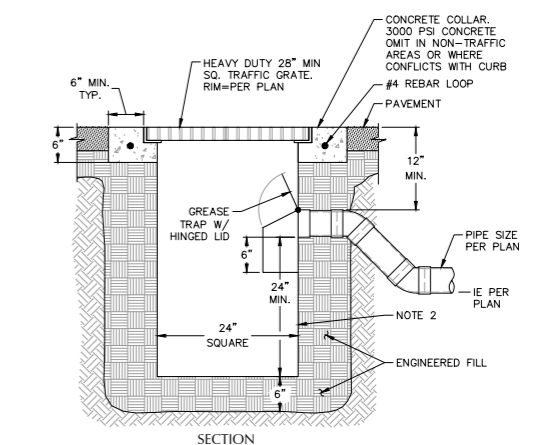 CONCRETE COLLAR.
3000 PSI CONCRETE
OMIT IN NON-TRAFFIC
AREAS OR WHERE
CONFLICTS WITH CURB
HEAVY DUTY 28" MIN
SQ. TRAFFIC GRATE.
RIM=PER PLAN
6" MIN.
TYP.
#4 REBAR LOOP
PAVEMENT
6"
12"
MIN.
GREASE
TRAP W/
HINGED LID
PIPE SIZE
PER PLAN
6"
24"
MIN.
IE PER
PLAN
NOTE 2
24"
SQUARE
ENGINEERED FILL
6"
SECTION